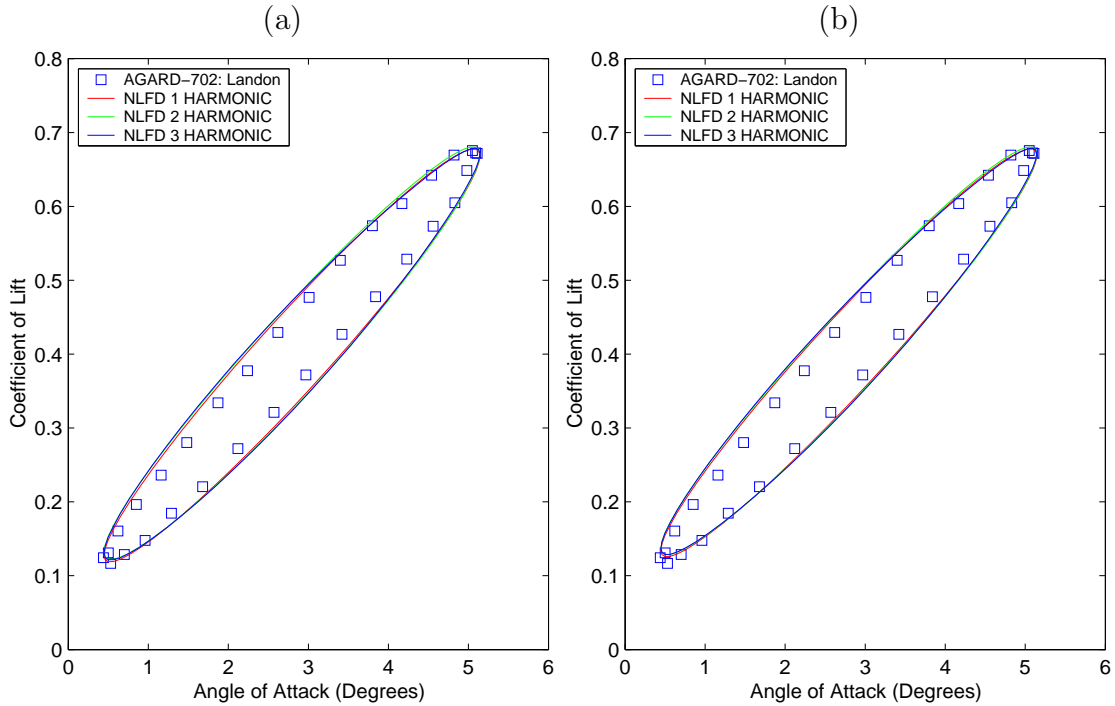 (a)
0.8
0.7
0.6
0.5
0.4
0.3
0.2
0.1
0
0 1 2 3 4 5 6
Coefficient of Lift
Angle of Attack (Degrees)
AGARD−702: Landon
NLFD 1 HARMONIC
NLFD 2 HARMONIC
NLFD 3 HARMONIC
(b)
0.8
0.7
0.6
0.5
0.4
0.3
0.2
0.1
0
0 1 2 3 4 5 6
Coefficient of Lift
Angle of Attack (Degrees)
AGARD−702: Landon
NLFD 1 HARMONIC
NLFD 2 HARMONIC
NLFD 3 HARMONIC